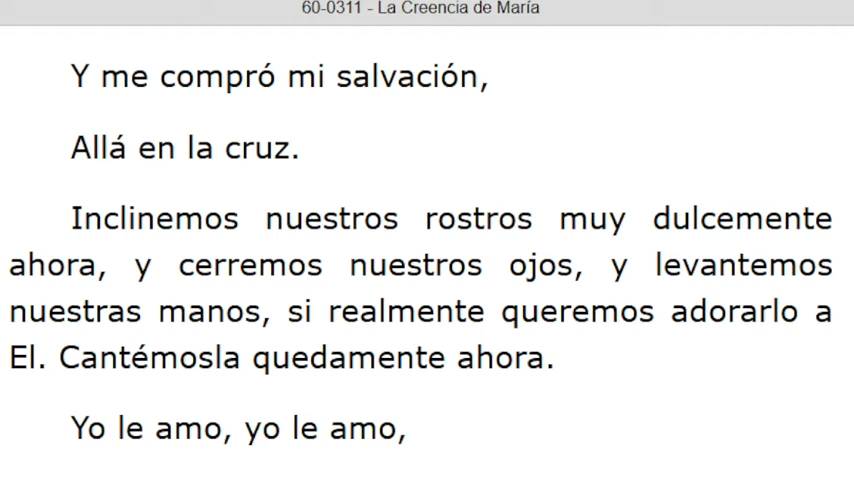 60-0311 - La Creencia de María
Y me compró mi salvación,
Allá en la cruz.
Inclinemos nuestros rostros muy dulcemente
ahora, y cerremos nuestros ojos, y levantemos
nuestras manos, si realmente queremos adorarlo a
El. Cantémosla quedamente ahora.
Yo le amo, yo le amo,